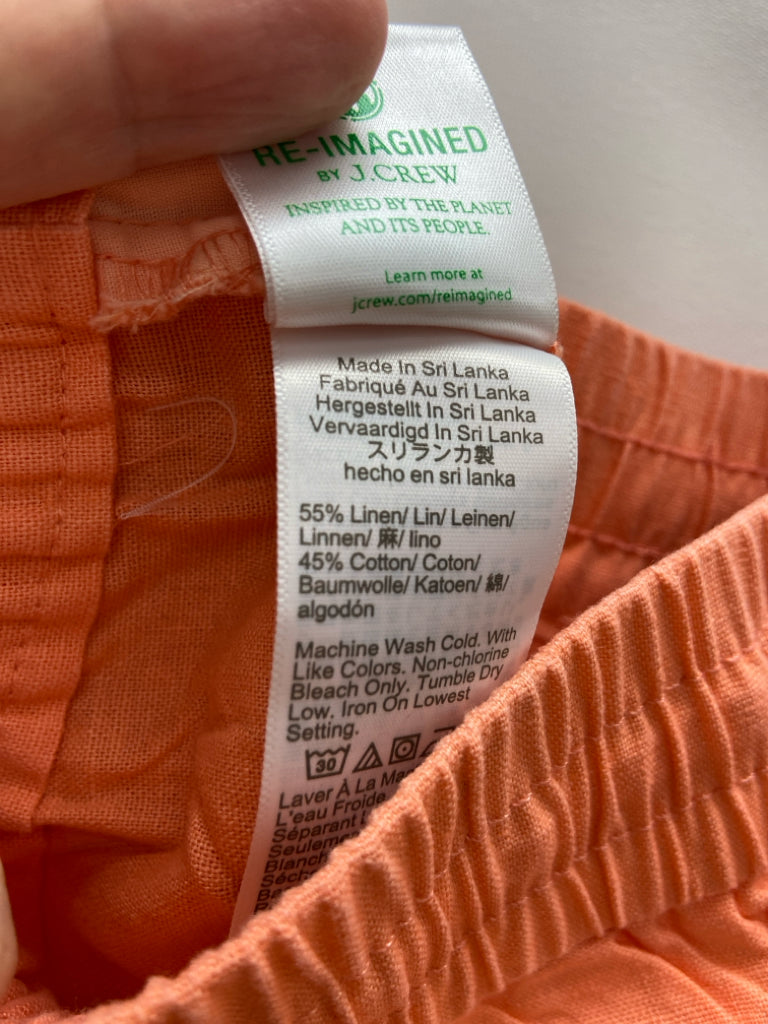 RE-IMAGINED
BY J.CREW
INSPIRED BY THE PLANET
AND ITS PEOPLE.
Learn more at
jcrew.com/reimagined
Made In Sri Lanka
Fabriqué Au Sri Lanka
Hergestellt In Sri Lanka
Vervaardigd In Sri Lanka
スリランカ製
hecho en sri lanka
55% Linen/ Lin/ Leinen/
Linnen/ 麻/ lino
45% Cotton/ Coton/
Baumwolle/ Katoen/ 綿/
algodón
Machine Wash Cold. With
Like Colors. Non-chlorine
Bleach Only. Tumble Dry
Low. Iron On Lowest
Setting.
30
Laver À La
L'eau Froide
Séparant